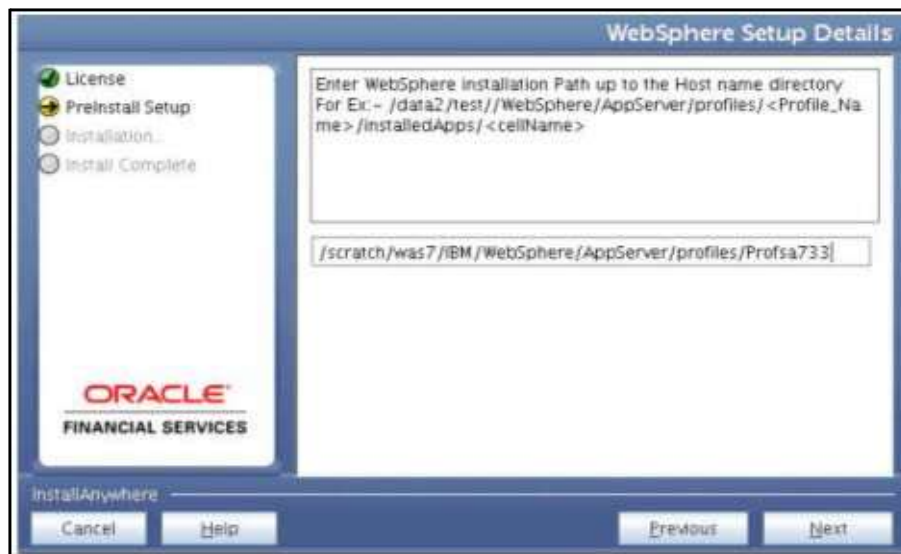 WebSphere Setup Details
License
Preinstall Setup
Installation...
Install Complete
Enter WebSphere installation Path up to the Host name directory
For Ex:- /data2/test//WebSphere/AppServer/profiles/<Profile_Na
me>/installedApps/<cellName>
/scratch/was7/IBM/WebSphere/AppServer/profiles/Profsa733
ORACLE
FINANCIAL SERVICES
InstallAnywhere
Cancel
Help
Previous
Next